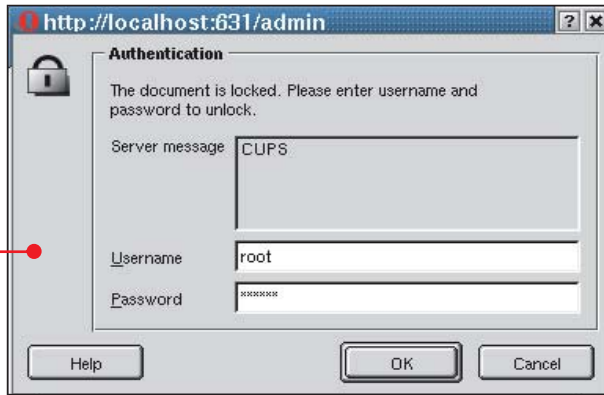 http://localhost:631/admin
Authentication
The document is locked. Please enter username and
password to unlock.
Server message CUPS
Username root
Password ******
Help OK Cancel